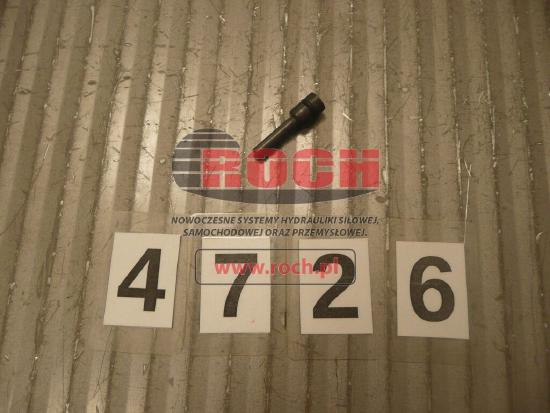 ROCH
NOWOCZESNE SYSTEMY HYDRAULIKI SIŁOWEJ,
SAMOCHODOWEJ ORAZ PRZEMYSŁOWEJ.
www.roch.pl
4 7 2 6